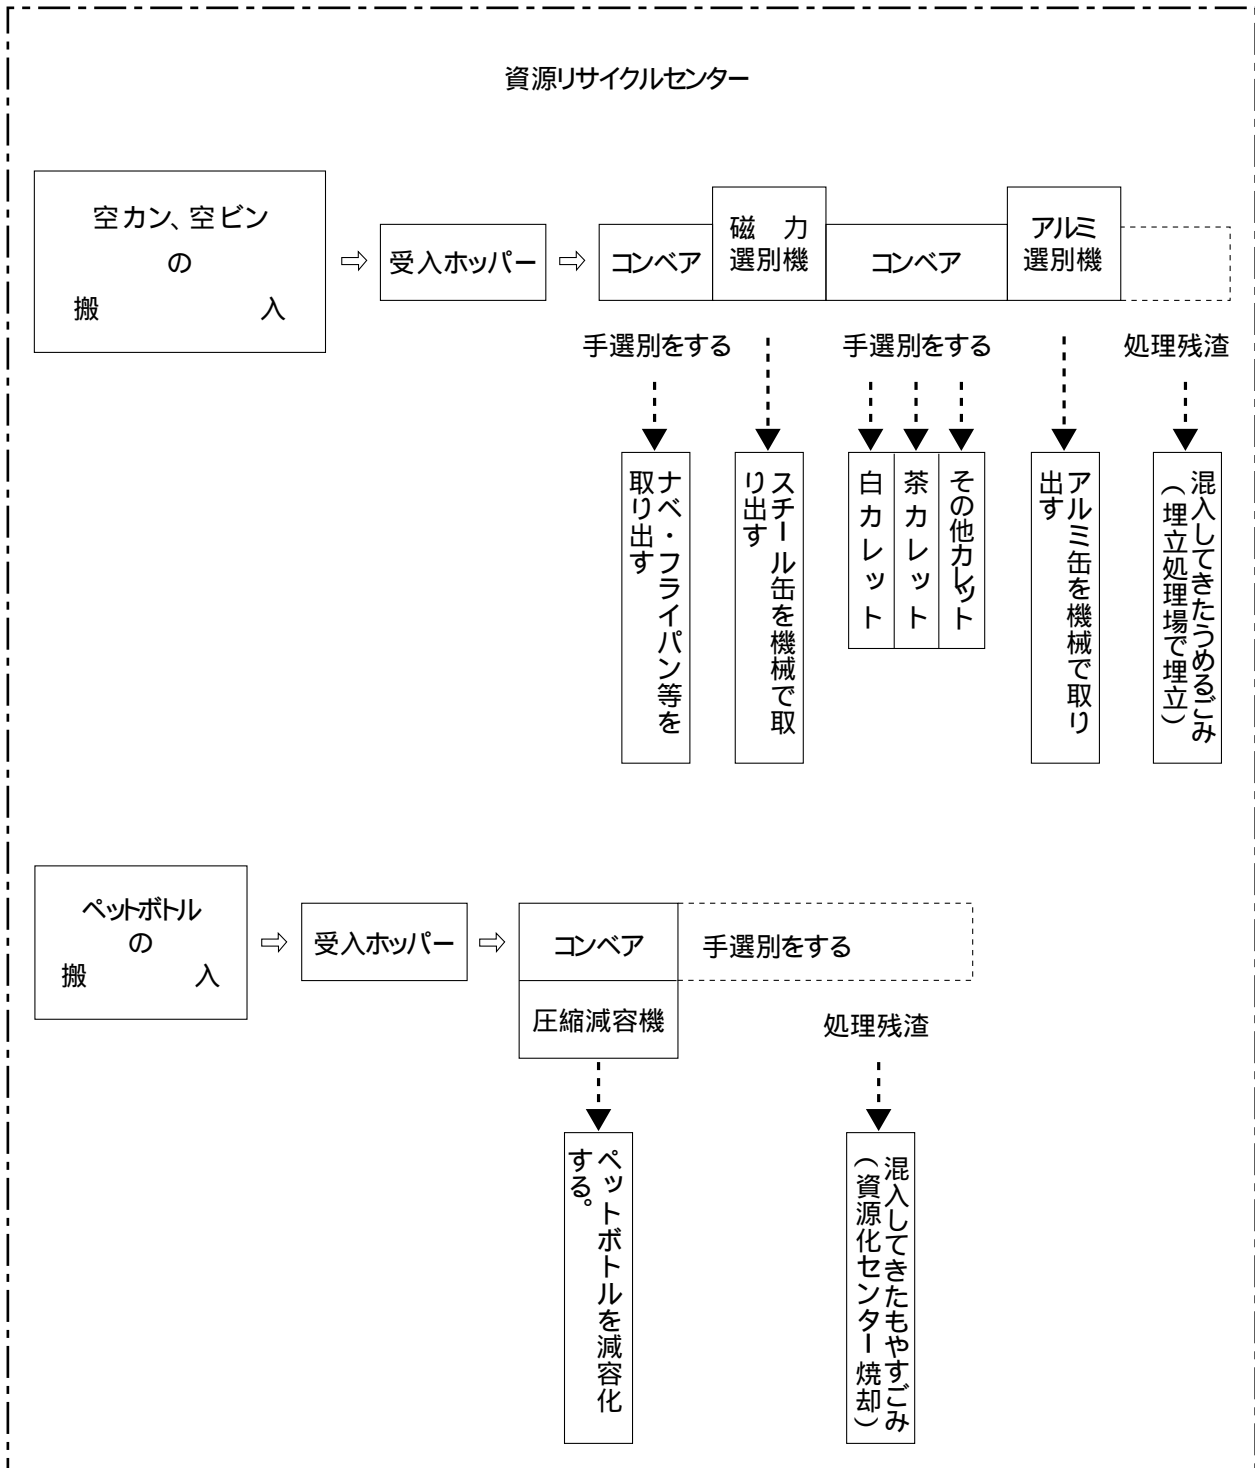 資源リサイクルセンター
空カン、空ビン
の
搬 入
受入ホッパー
コンベア
磁 力
選別機
コンベア
アルミ
選別機
手選別をする
手選別をする
処理残渣
ナベ・フライパン等を
取り出す
スチール缶を機械で取
り出す
白カレット
茶カレット
その他カレット
アルミ缶を機械で取り
出す
混入してきたうめるごみ
(埋立処理場で埋立)
ペットボトル
の
搬 入
受入ホッパー
コンベア
手選別をする
圧縮減容機
処理残渣
ペットボトルを減容化
する。
混入してきたもやすごみ
(資源化センター焼却)